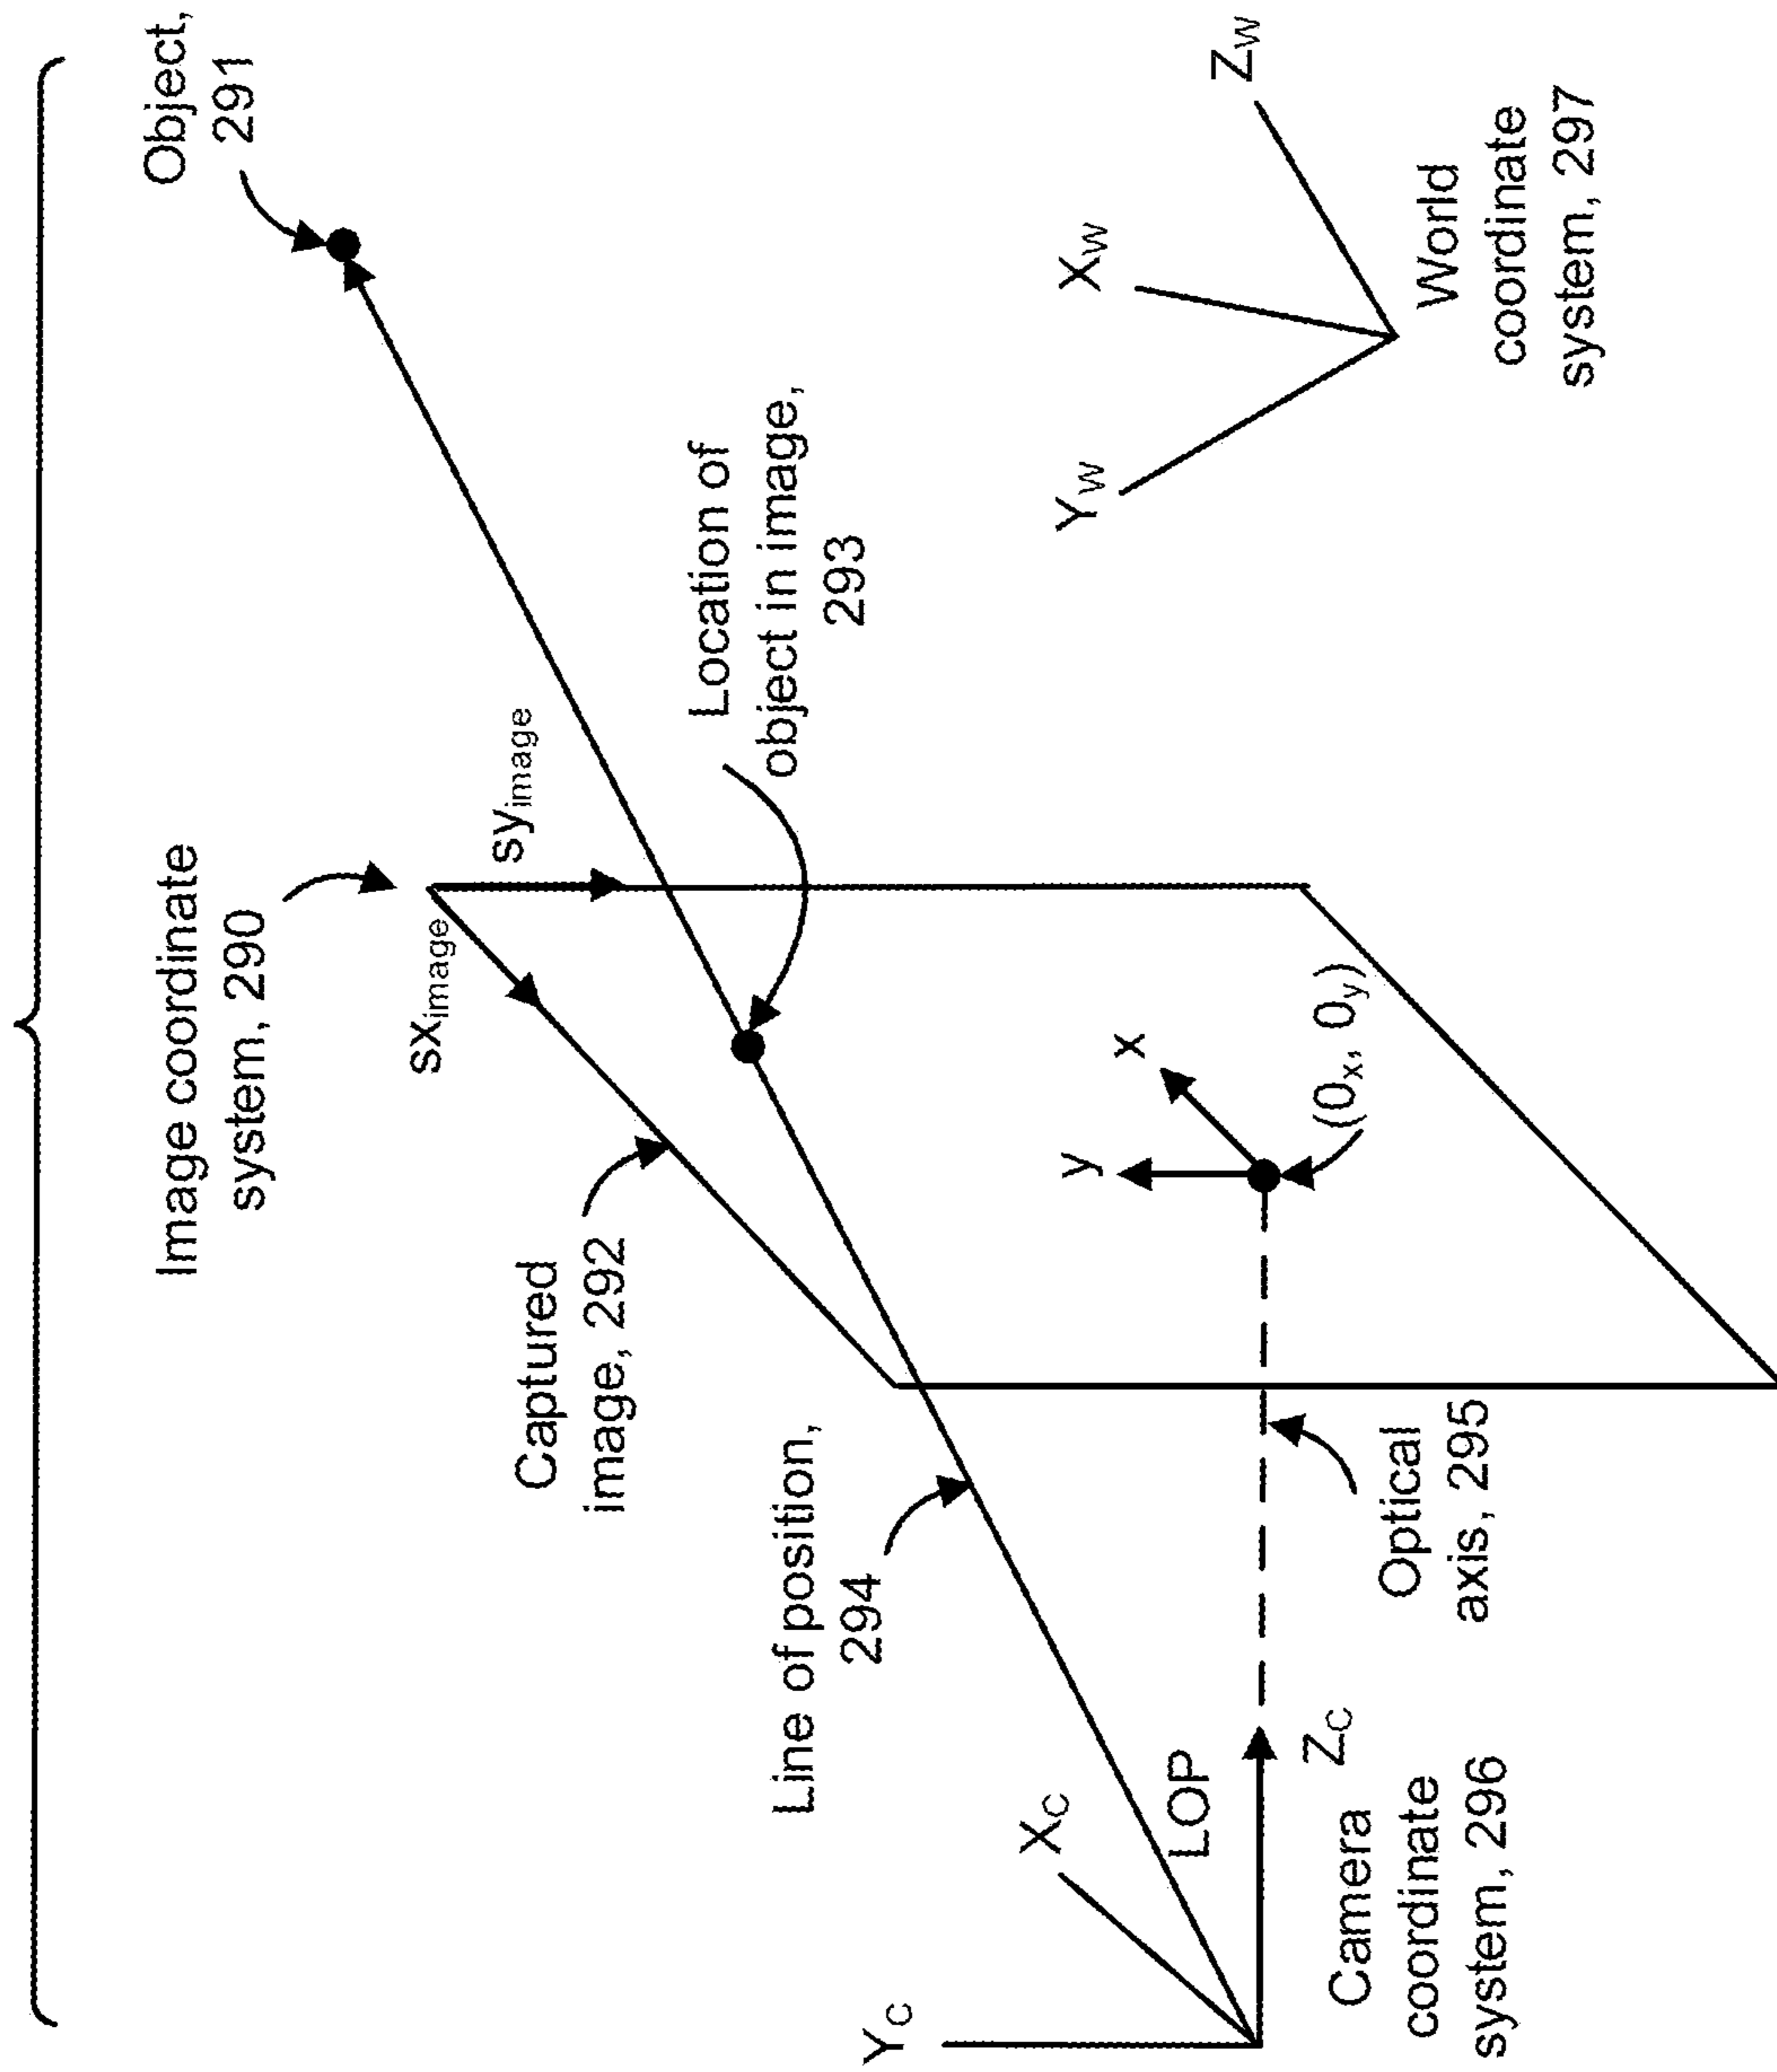 Object,
291
Image coordinate
system, 290
sx_image
sy_image
Captured
image, 292
Location of
object in image,
293
Line of position,
294
Y_C
X_C
LOP
Z_C
Camera
coordinate
system, 296
Optical
axis, 295
y
x
(0_x, 0_y)
Y_W
X_W
Z_W
World
coordinate
system, 297